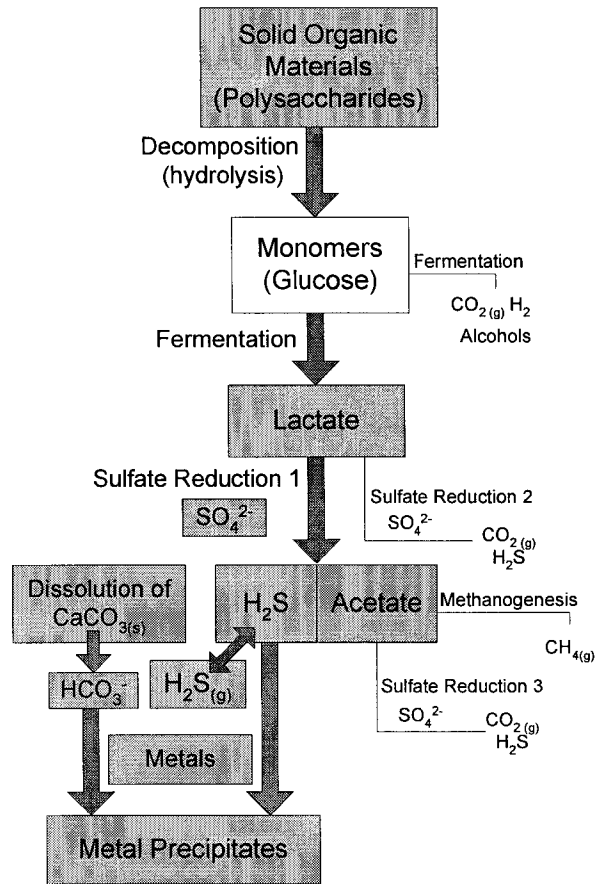 Solid Organic
Materials
(Polysaccharides)
Decomposition
(hydrolysis)
Monomers
(Glucose)
Fermentation
CO₂(g) H₂
Alcohols
Fermentation
Lactate
Sulfate Reduction 1
SO₄²⁻
Sulfate Reduction 2
SO₄²⁻
CO₂(g)
H₂S
Dissolution of
CaCO₃(s)
H₂S
Acetate
Methanogenesis
CH₄(g)
HCO₃⁻
H₂S(g)
Sulfate Reduction 3
SO₄²⁻
CO₂(g)
H₂S
Metals
Metal Precipitates